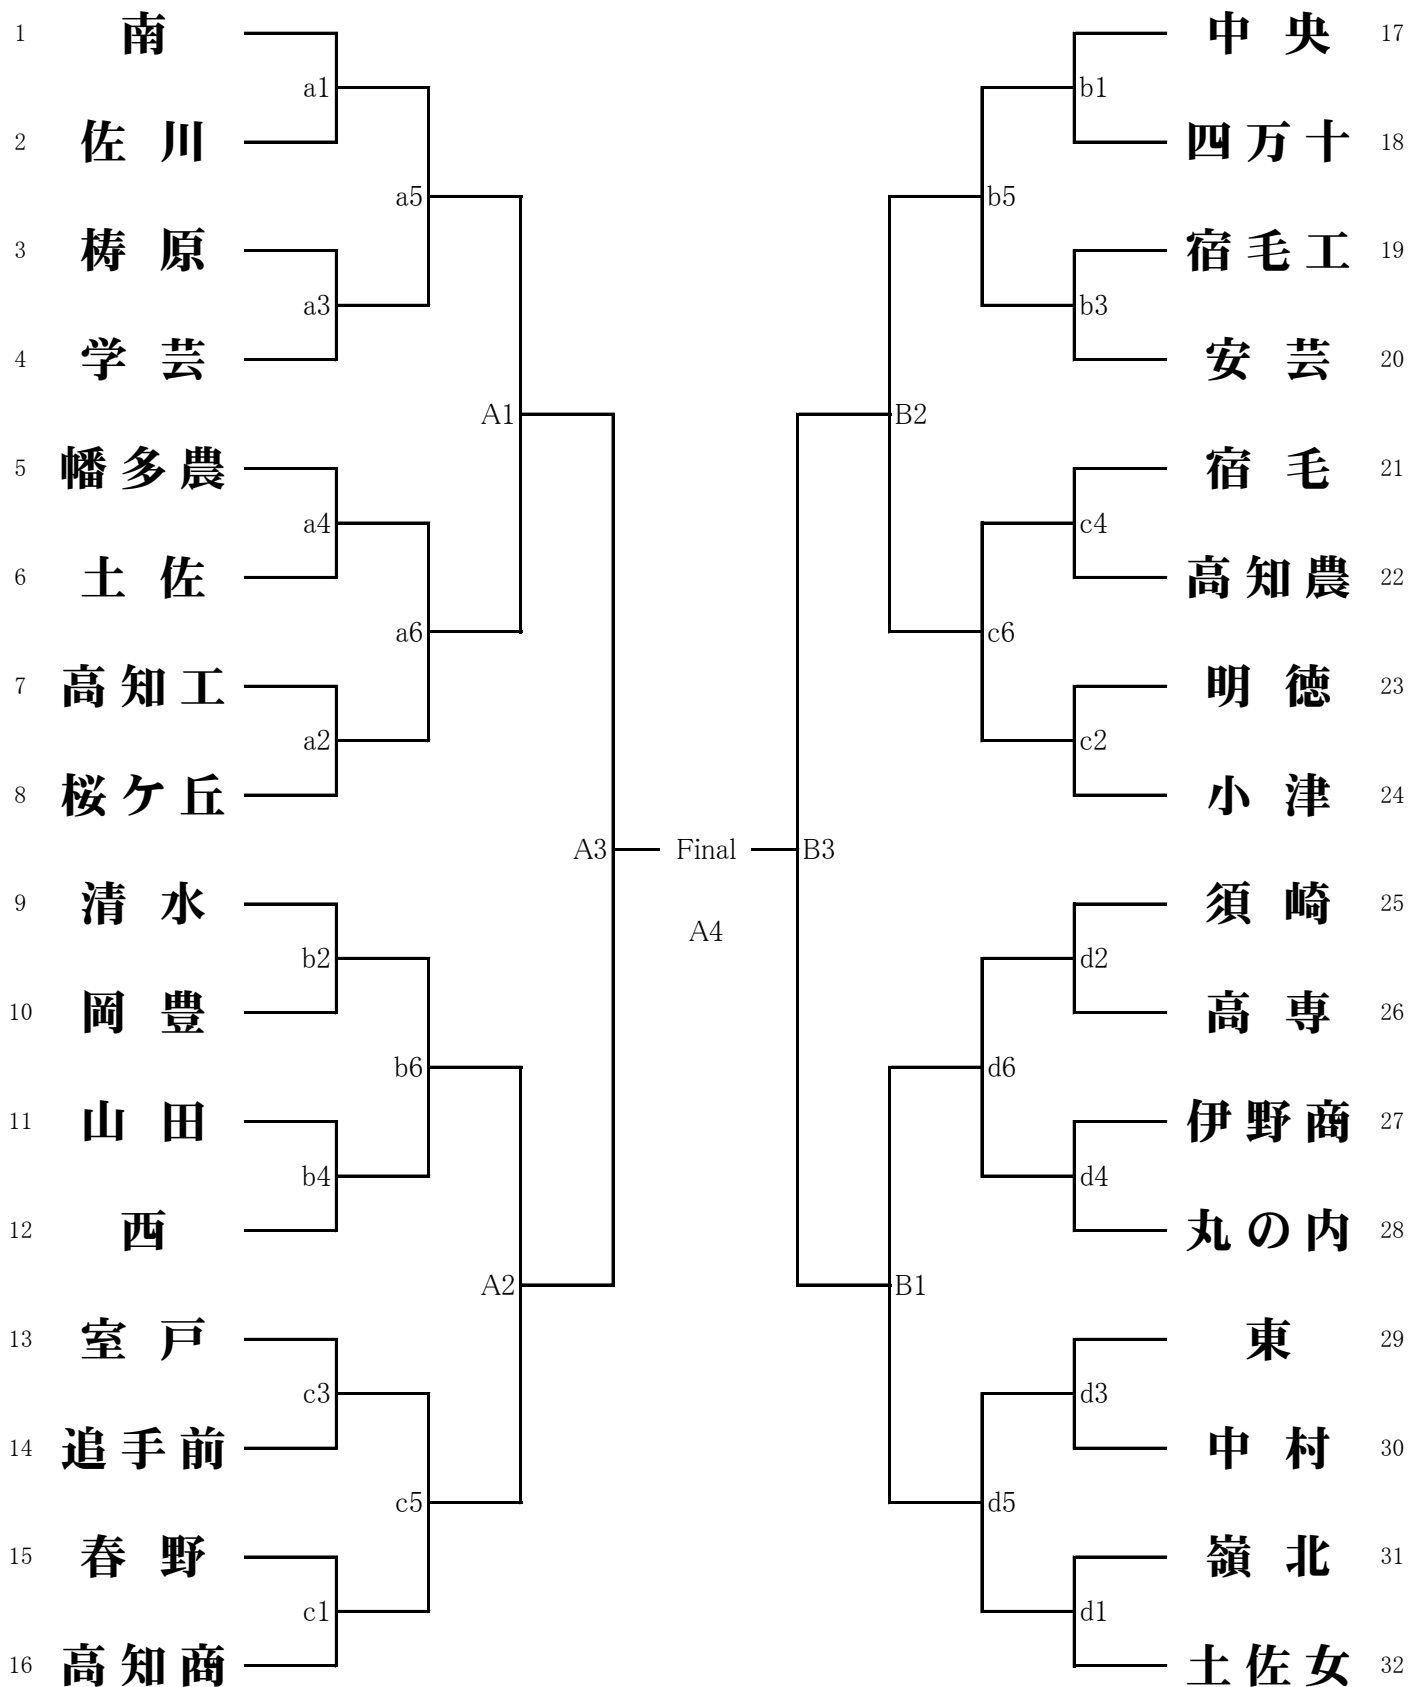 1 南
a1
2 佐川
a5
3 梼原
a3
4 学芸
A1
5 幡多農
a4
6 土佐
a6
7 高知工
a2
8 桜ケ丘
A3
9 清水
b2
10 岡豊
b6
11 山田
b4
12 西
A2
13 室戸
c3
14 追手前
c5
15 春野
c1
16 高知商
Final
A4
中央 17
b1
四万十 18
b5
宿毛工 19
b3
安芸 20
B2
宿毛 21
c4
高知農 22
c6
明徳 23
c2
小津 24
B3
須崎 25
d2
高専 26
d6
伊野商 27
d4
丸の内 28
B1
東 29
d3
中村 30
d5
嶺北 31
d1
土佐女 32